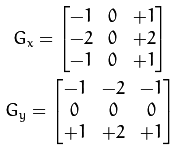 Gx = [ −1 0 +1
−2 0 +2
−1 0 +1 ]
Gy = [ −1 −2 −1
0 0 0
+1 +2 +1 ]